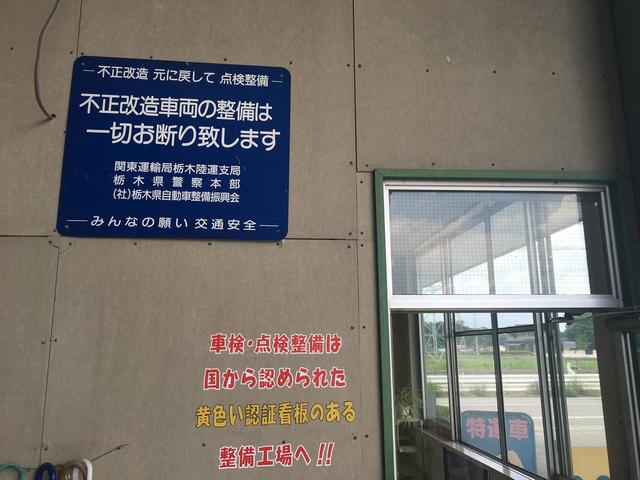 不正改造 元に戻して 点検整備
不正改造車両の整備は
一切お断り致します
関東運輸局栃木陸運支局
栃木県警察本部
(社)栃木県自動車整備振興会
みんなの願い 交通安全
車検・点検整備は
国から認められた
黄色い認証看板のある
整備工場へ!!